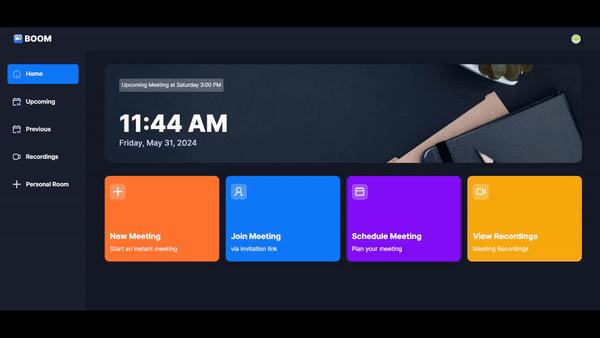 BOOM
Home
Upcoming
Previous
Recordings
Personal Room
Upcoming Meeting at Saturday 3:00 PM
11:44 AM
Friday, May 31, 2024
New Meeting
Start an instant meeting
Join Meeting
via invitation link
Schedule Meeting
Plan your meeting
View Recordings
Meeting Recordings